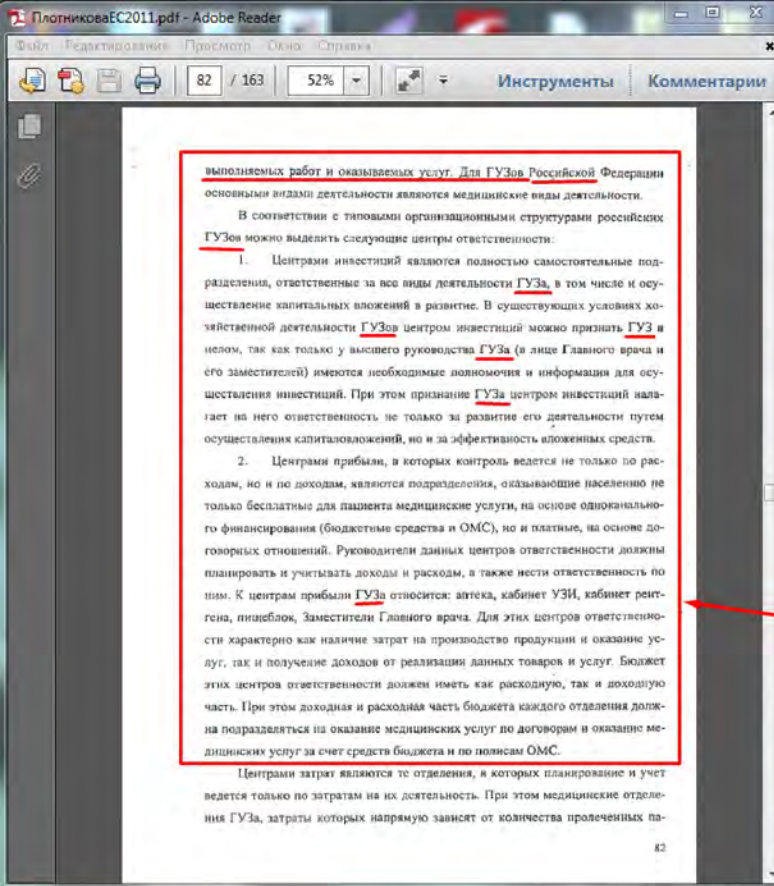 ПлотниковаЕС2011.pdf - Adobe Reader
Файл Редактирование Просмотр Окно Справка
82 / 163 52% Инструменты Комментарии
выполняемых работ и оказываемых услуг. Для ГУЗов Российской Федерации
основными видами деятельности являются медицинские виды деятельности.
В соответствии с типовыми организационными структурами российских
ГУЗов можно выделить следующие центры ответственности:
1. Центрами инвестиций являются полностью самостоятельные под-
разделения, ответственные за все виды деятельности ГУЗа, в том числе и осу-
ществление капитальных вложений в развитие. В существующих условиях хо-
зяйственной деятельности ГУЗов центром инвестиций можно признать ГУЗ в
целом, так как только у высшего руководства ГУЗа (в лице Главного врача и
его заместителей) имеются необходимые полномочия и информация для осу-
ществления инвестиций. При этом признание ГУЗа центром инвестиций нала-
гает на него ответственность не только за развитие его деятельности путем
осуществления капиталовложений, но и за эффективность вложенных средств.
2. Центрами прибыли, в которых контроль ведется не только по рас-
ходам, но и по доходам, являются подразделения, оказывающие населению не
только бесплатные для пациента медицинские услуги, на основе одноканально-
го финансирования (бюджетные средства и ОМС), но и платные, на основе до-
говорных отношений. Руководители данных центров ответственности должны
планировать и учитывать доходы и расходы, а также нести ответственность по
ним. К центрам прибыли ГУЗа относится: аптека, кабинет УЗИ, кабинет рент-
гена, пищеблок, Заместители Главного врача. Для этих центров ответственно-
сти характерно как наличие затрат на производство продукции и оказание ус-
луг, так и получение доходов от реализации данных товаров и услуг. Бюджет
этих центров ответственности должен иметь как расходную, так и доходную
часть. При этом доходная и расходная часть бюджета каждого отделения долж-
на подразделяться на оказание медицинских услуг по договорам и оказание ме-
дицинских услуг за счет средств бюджета и по полисам ОМС.
Центрами затрат являются те отделения, в которых планирование и учет
ведется только по затратам на их деятельность. При этом медицинские отделе-
ния ГУЗа, затраты которых напрямую зависят от количества пролеченных па-
82